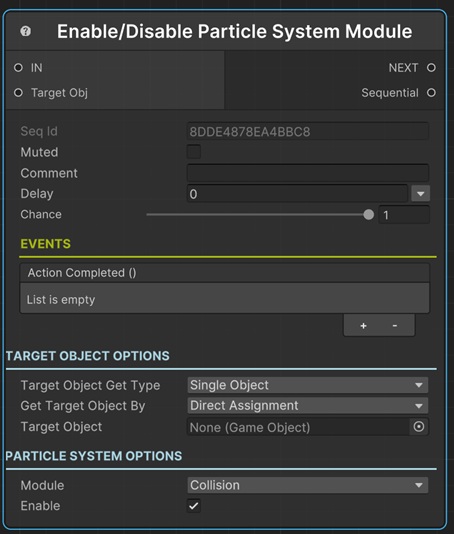 Enable/Disable Particle System Module
IN NEXT
Target Obj Sequential
Seq Id 8DDE4878EA4BBC8
Muted
Comment
Delay 0
Chance 1
EVENTS
Action Completed ()
List is empty
+ -
TARGET OBJECT OPTIONS
Target Object Get Type Single Object
Get Target Object By Direct Assignment
Target Object None (Game Object)
PARTICLE SYSTEM OPTIONS
Module Collision
Enable